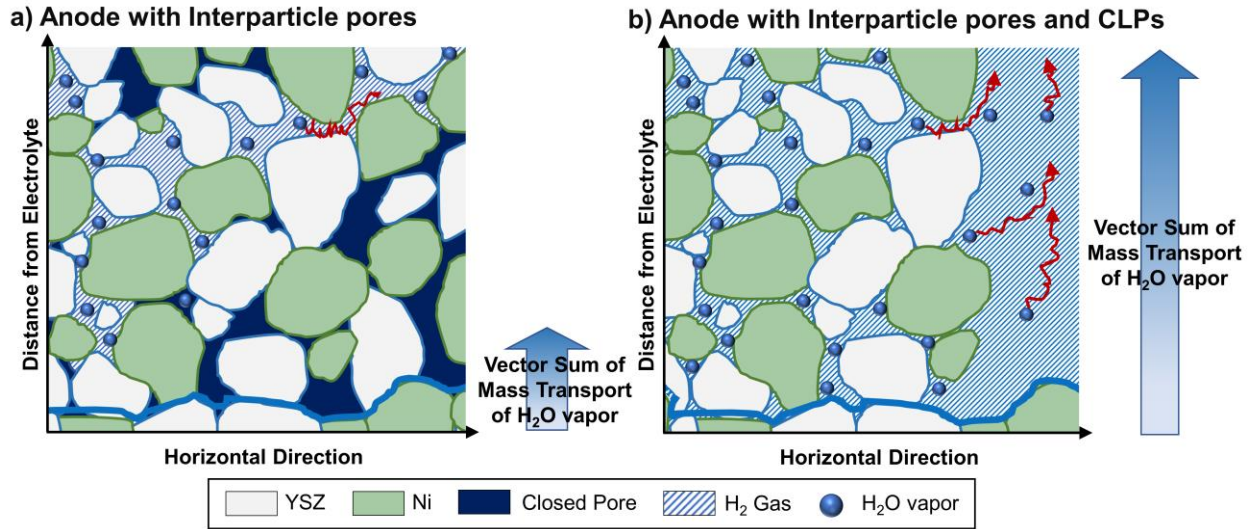 a) Anode with Interparticle pores
Distance from Electrolyte
Horizontal Direction
Vector Sum of
Mass Transport
of H₂O vapor
b) Anode with Interparticle pores and CLPs
Distance from Electrolyte
Horizontal Direction
Vector Sum of
Mass Transport
of H₂O vapor
YSZ
Ni
Closed Pore
H₂ Gas
H₂O vapor